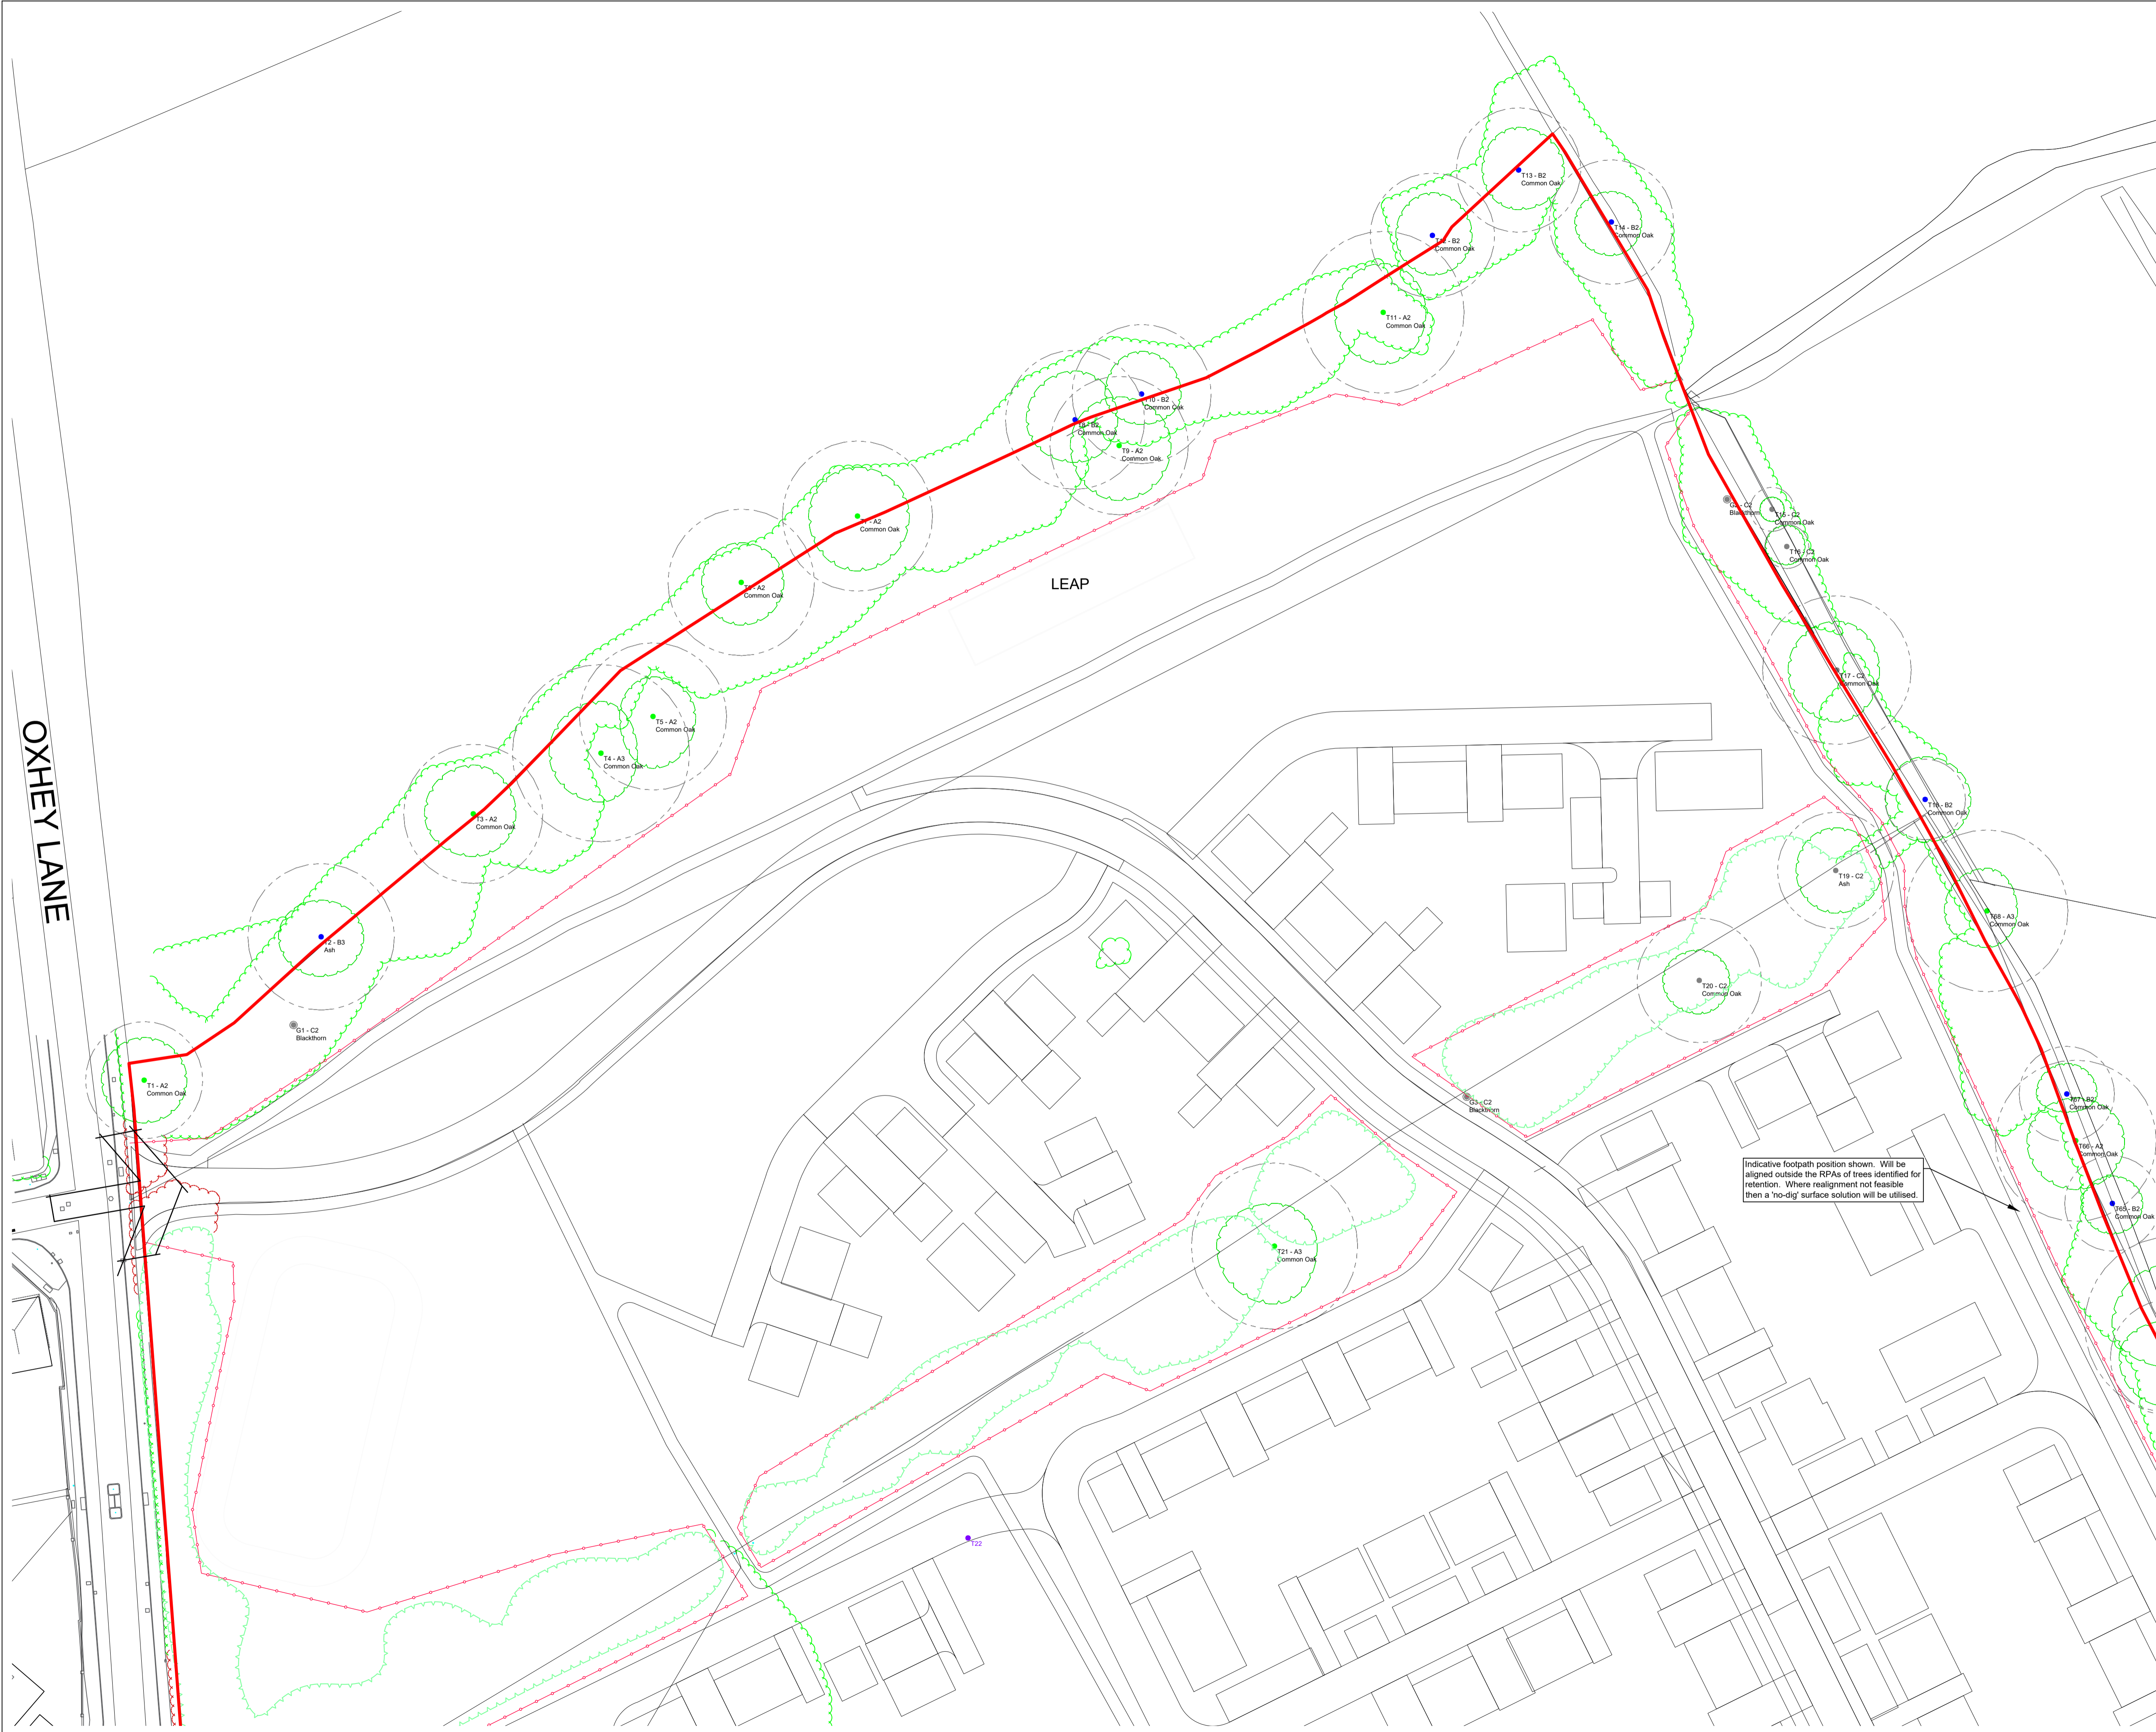 T13 - B2
Common Oak
T14 - B2
Common Oak
T12 - B2
Common Oak
T11 - A2
Common Oak
T10 - B2
Common Oak
T8 - B2
Common Oak
T9 - A2
Common Oak
G2 - C2
Blackthorn
T15 - C2
Common Oak
T16 - C2
Common Oak
T7 - A2
Common Oak
T6 - A2
Common Oak
LEAP
T17 - C2
Common Oak
T5 - A2
Common Oak
T4 - A3
Common Oak
T3 - A2
Common Oak
T18 - B2
Common Oak
OXHEY LANE
T19 - C2
Ash
T68 - A3
Common Oak
T2 - B3
Ash
T20 - C2
Common Oak
G1 - C2
Blackthorn
T1 - A2
Common Oak
G3 - C2
Blackthorn
T67 - B2
Common Oak
T66 - A2
Common Oak
Indicative footpath position shown. Will be
aligned outside the RPAs of trees identified for
retention. Where realignment not feasible
then a 'no-dig' surface solution will be utilised.
T65 - B2
Common Oak
T21 - A3
Common Oak
T22